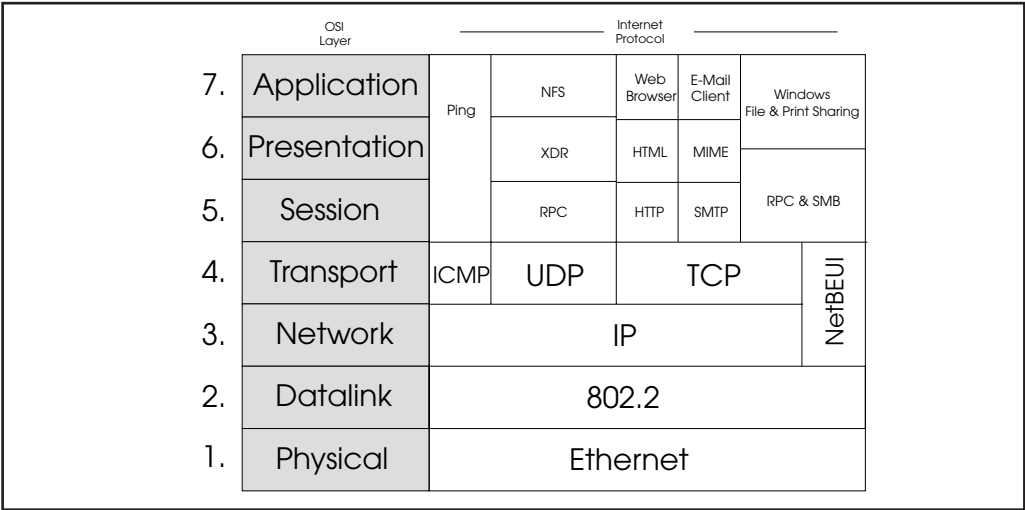 OSI
Layer
Internet
Protocol
7. Application
Ping
NFS
Web
Browser
E-Mail
Client
Windows
File & Print Sharing
6. Presentation
XDR
HTML
MIME
5. Session
RPC
HTTP
SMTP
RPC & SMB
4. Transport
ICMP
UDP
TCP
NetBEUI
3. Network
IP
2. Datalink
802.2
1. Physical
Ethernet